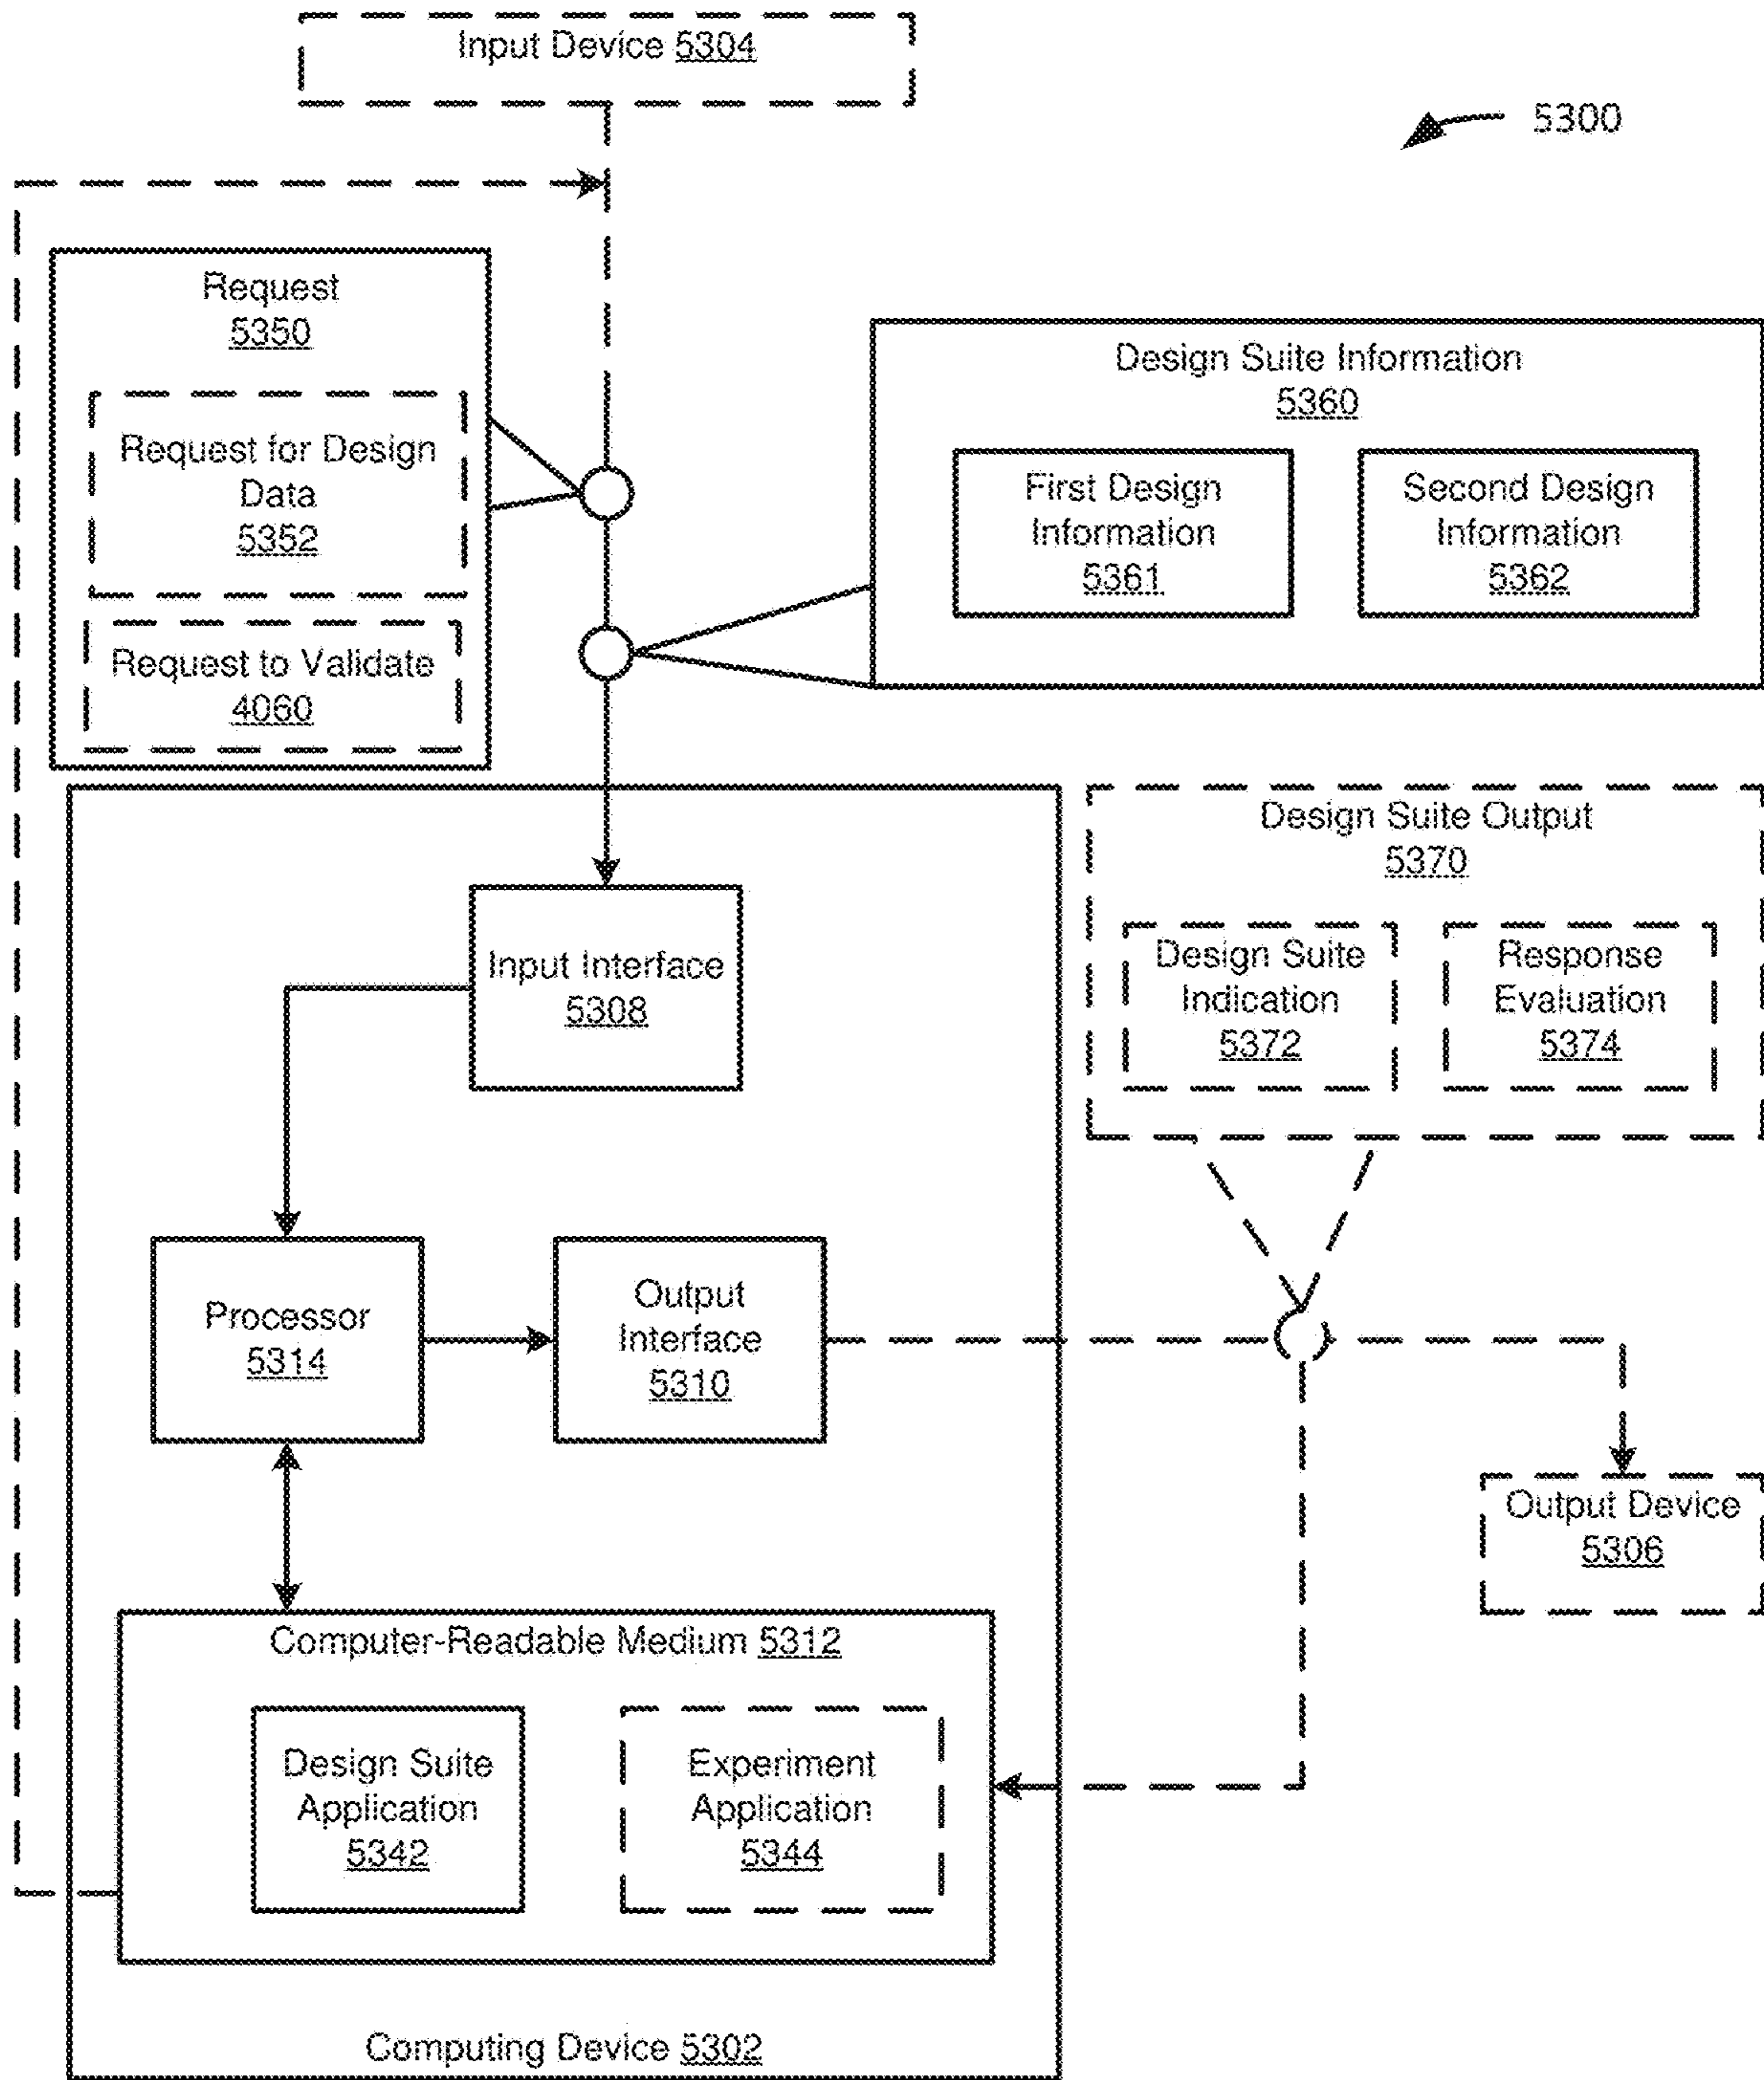 Input Device 5304
5300
Request
5350
Request for Design
Data
5352
Request to Validate
4060
Design Suite Information
5360
First Design
Information
5361
Second Design
Information
5362
Design Suite Output
5370
Design Suite
Indication
5372
Response
Evaluation
5374
Input Interface
5308
Processor
5314
Output
Interface
5310
Output Device
5306
Computer-Readable Medium 5312
Design Suite
Application
5342
Experiment
Application
5344
Computing Device 5302